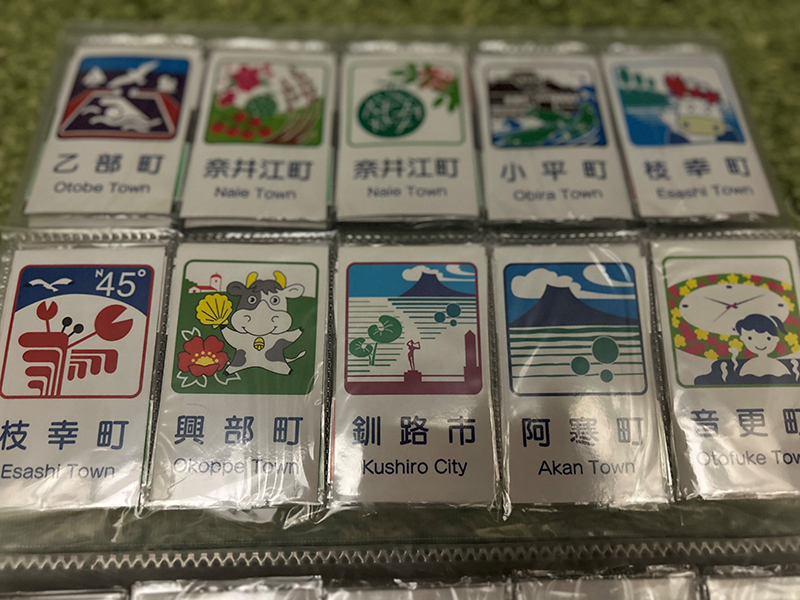 乙部町
Otobe Town
奈井江町
Naie Town
奈井江町
Naie Town
小平町
Obira Town
枝幸町
Esashi Town
N45°
枝幸町
Esashi Town
興部町
Okoppe Town
釧路市
Kushiro City
阿寒町
Akan Town
音更町
Otofuke Town